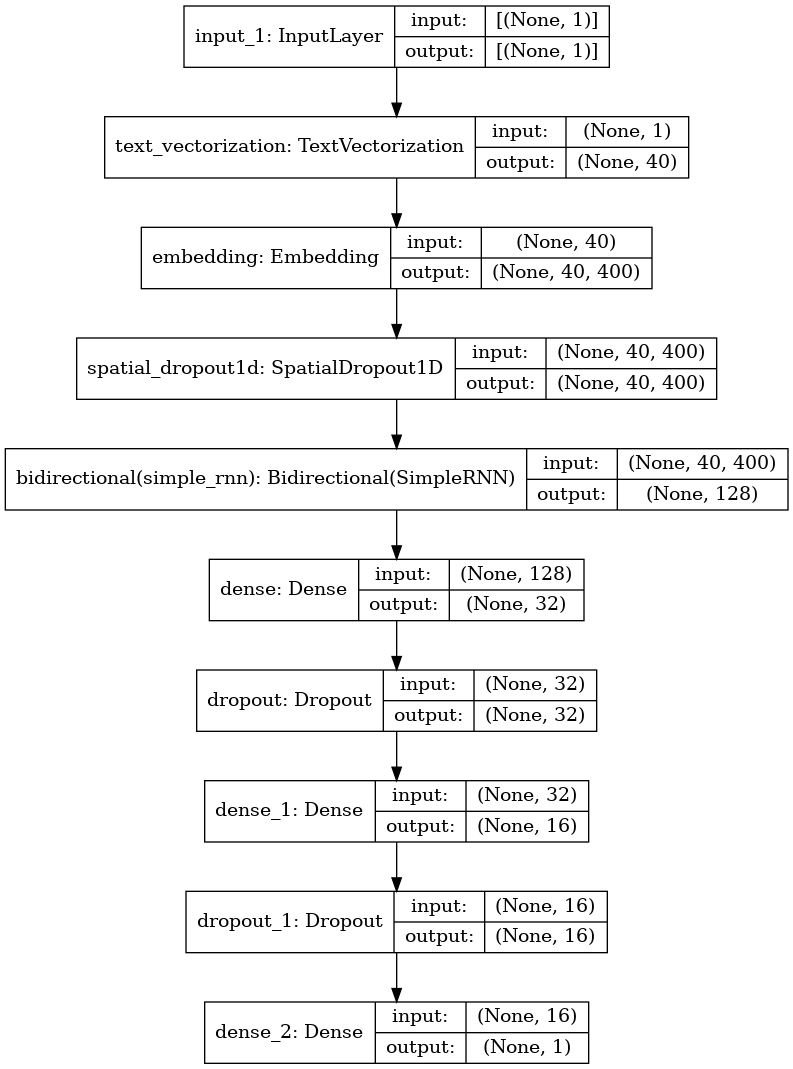 input_1: InputLayer input: [(None, 1)]
output: [(None, 1)]
text_vectorization: TextVectorization input: (None, 1)
output: (None, 40)
embedding: Embedding input: (None, 40)
output: (None, 40, 400)
spatial_dropout1d: SpatialDropout1D input: (None, 40, 400)
output: (None, 40, 400)
bidirectional(simple_rnn): Bidirectional(SimpleRNN) input: (None, 40, 400)
output: (None, 128)
dense: Dense input: (None, 128)
output: (None, 32)
dropout: Dropout input: (None, 32)
output: (None, 32)
dense_1: Dense input: (None, 32)
output: (None, 16)
dropout_1: Dropout input: (None, 16)
output: (None, 16)
dense_2: Dense input: (None, 16)
output: (None, 1)